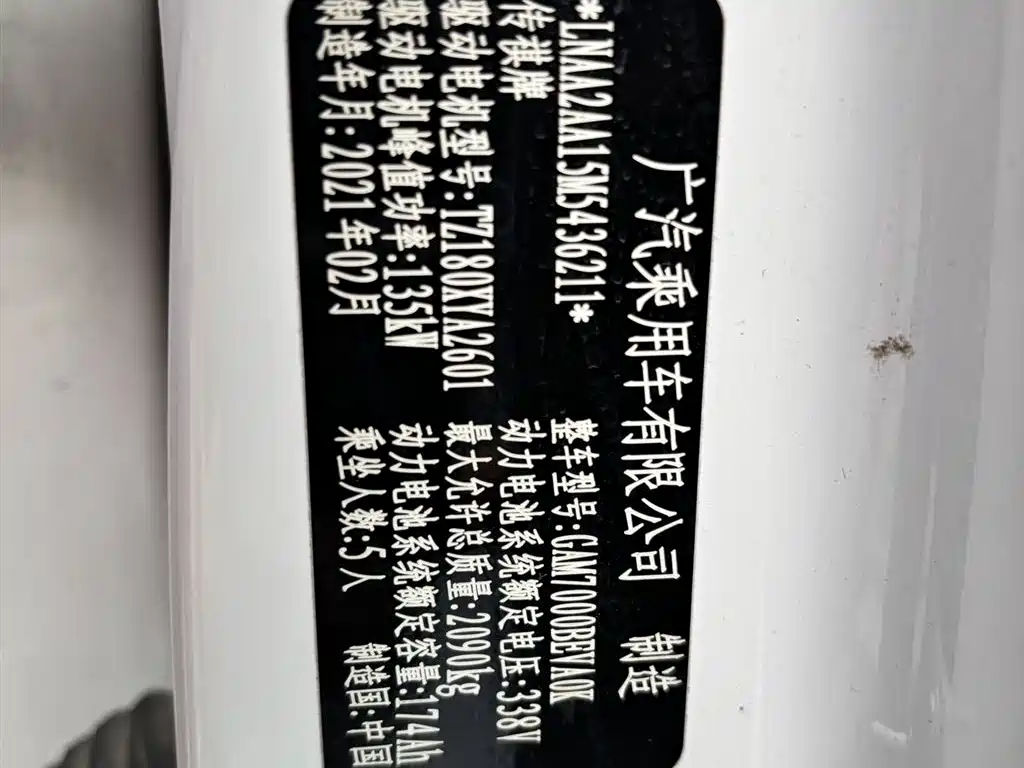 广汽乘用车有限公司 制造
*LNAA2AA15M5436211*
传祺牌 整车型号:GAM7000BEVA0K
驱动电机型号:TZ180XYA2601 动力电池系统额定电压:338V
驱动电机峰值功率:135kW 最大允许总质量:2090kg
制造年月:2021年02月 动力电池系统额定容量:174Ah
乘坐人数:5人 制造国:中国